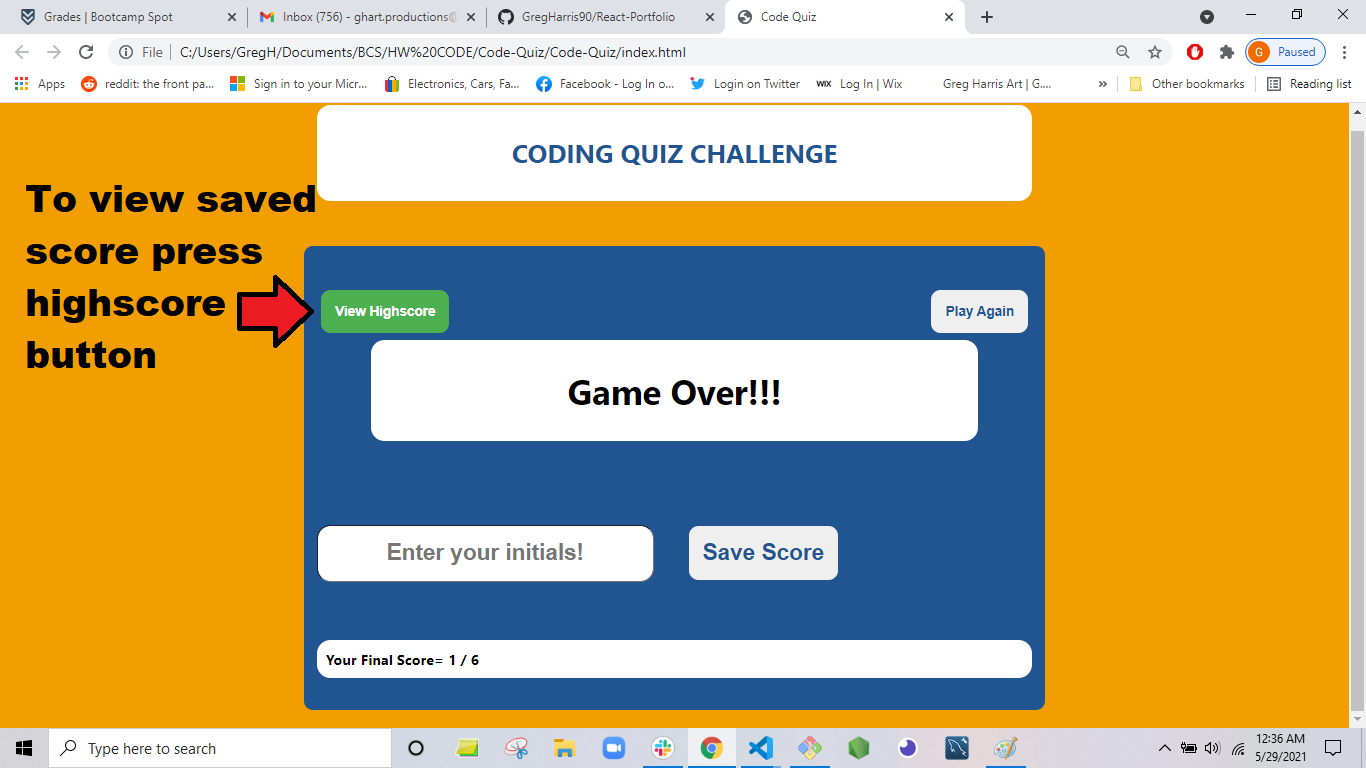 Grades | Bootcamp Spot
Inbox (756) - ghart.productions@
GregHarris90/React-Portfolio
Code Quiz
File
C:/Users/GregH/Documents/BCS/HW%20CODE/Code-Quiz/Code-Quiz/index.html
G
Paused
Apps
reddit: the front pa...
Sign in to your Micr...
Electronics, Cars, Fa...
Facebook - Log In o...
Login on Twitter
WIX
Log In | Wix
Greg Harris Art | G....
»
Other bookmarks
Reading list
CODING QUIZ CHALLENGE
To view saved
score press
highscore
button
View Highscore
Play Again
Game Over!!!
Enter your initials!
Save Score
Your Final Score= 1 / 6
Type here to search
12:36 AM
5/29/2021